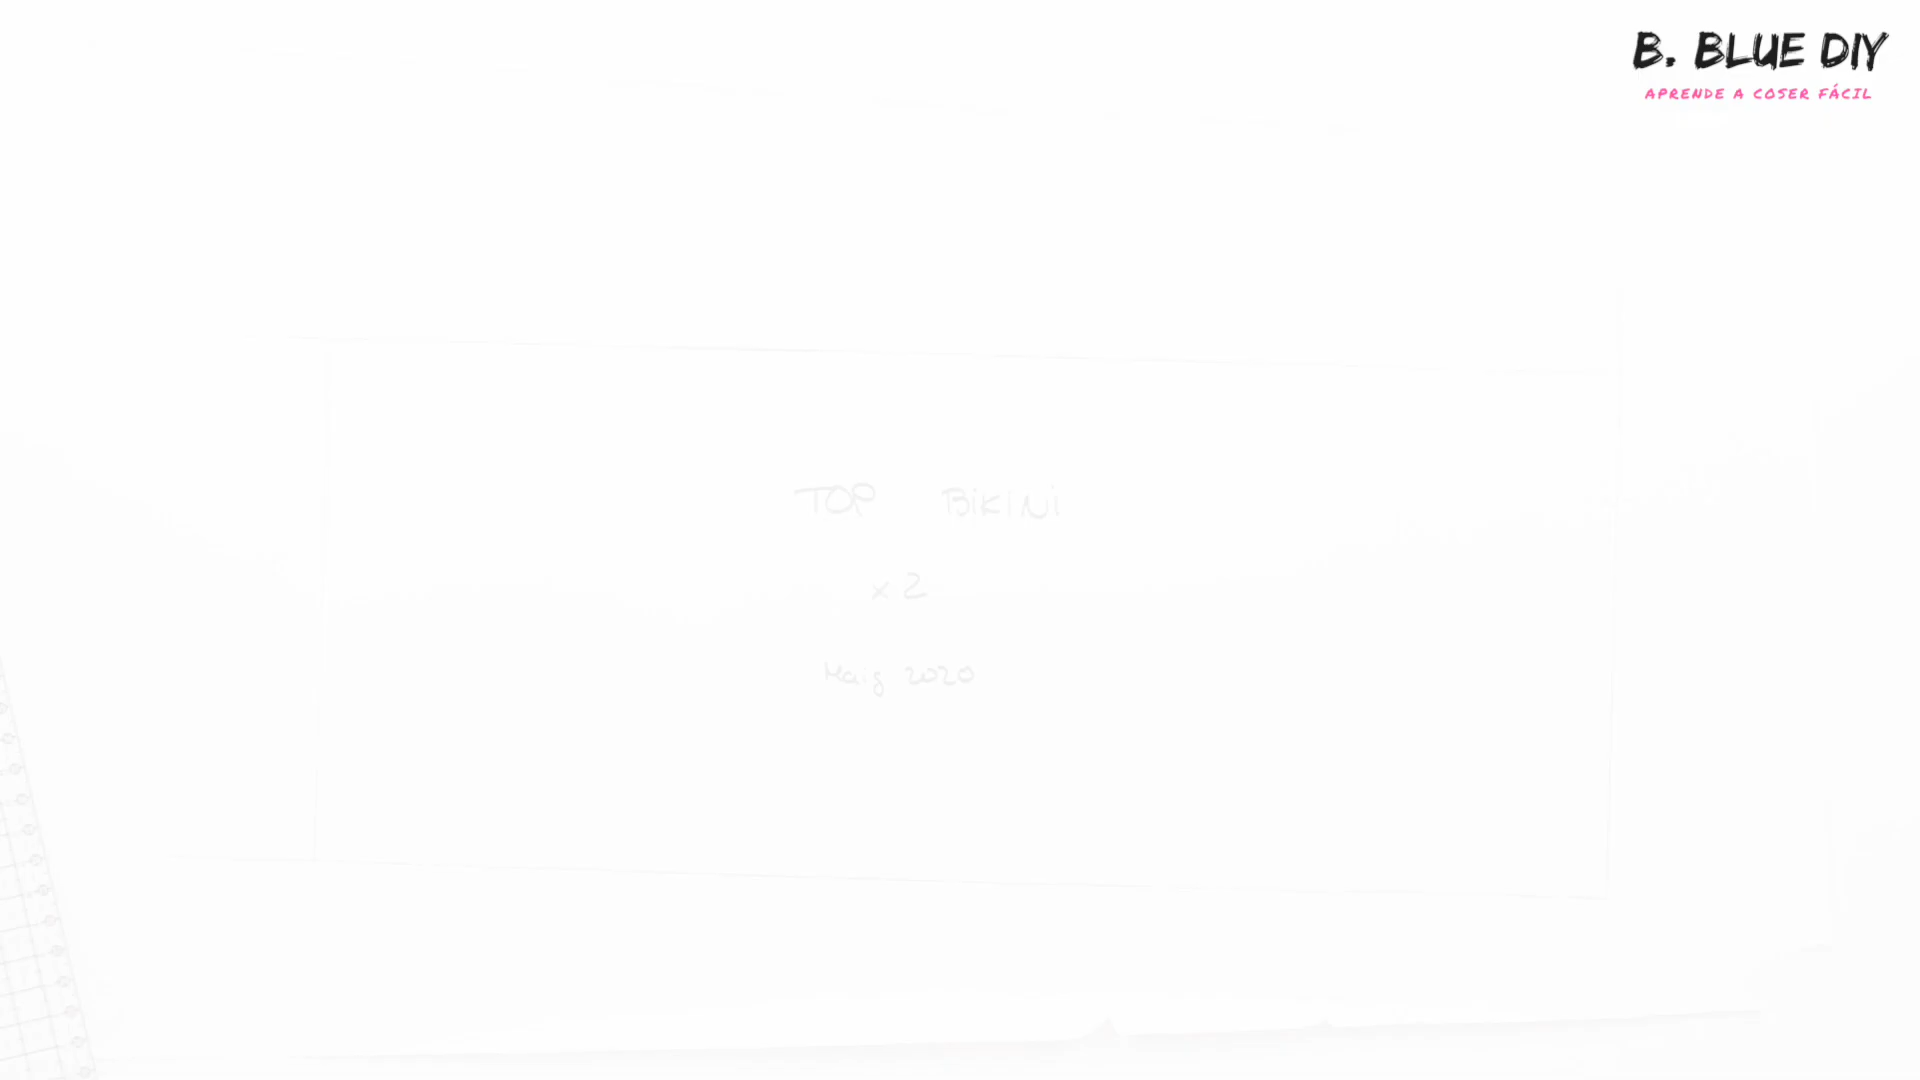 B. BLUE DIY
APRENDE A COSER FÁCIL
TOP BIKINI
x 2
Maig 2020